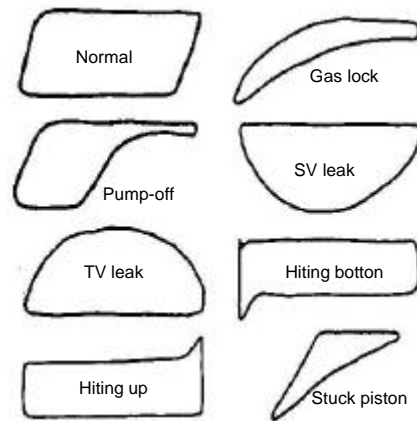 Normal
Gas lock
Pump-off
SV leak
TV leak
Hiting botton
Hiting up
Stuck piston